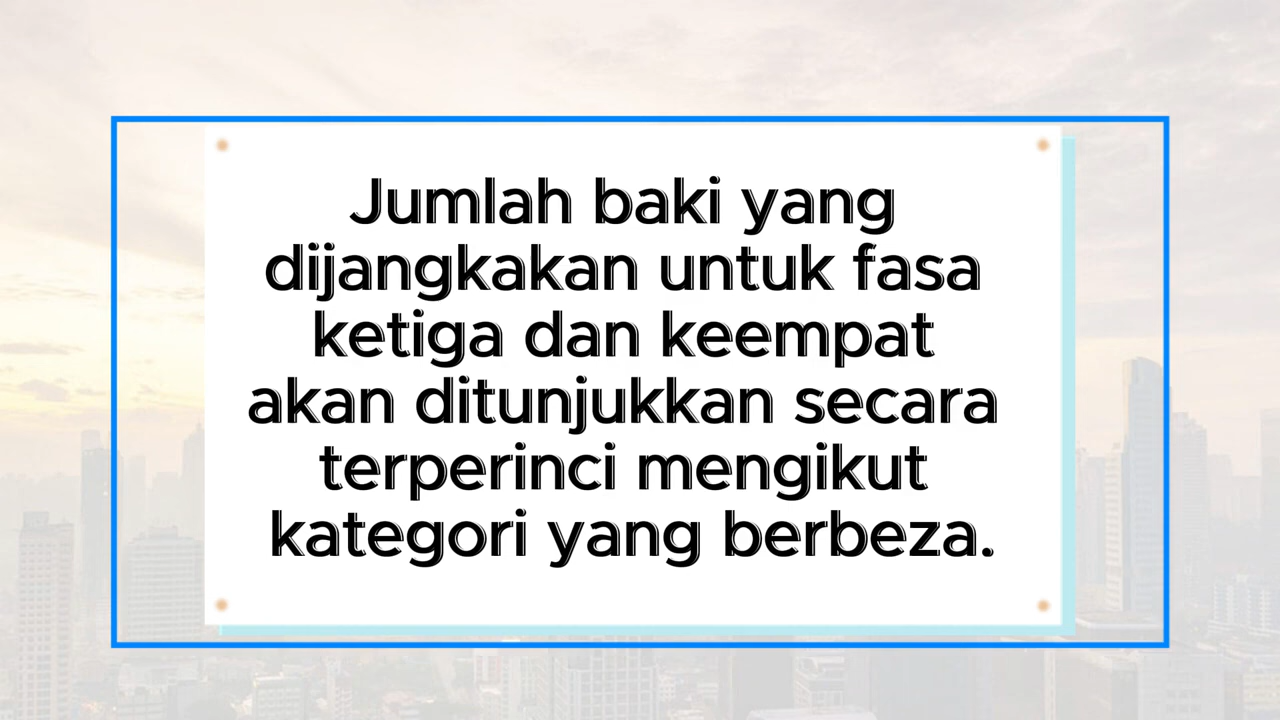 Jumlah baki yang
dijangkakan untuk fasa
ketiga dan keempat
akan ditunjukkan secara
terperinci mengikut
kategori yang berbeza.